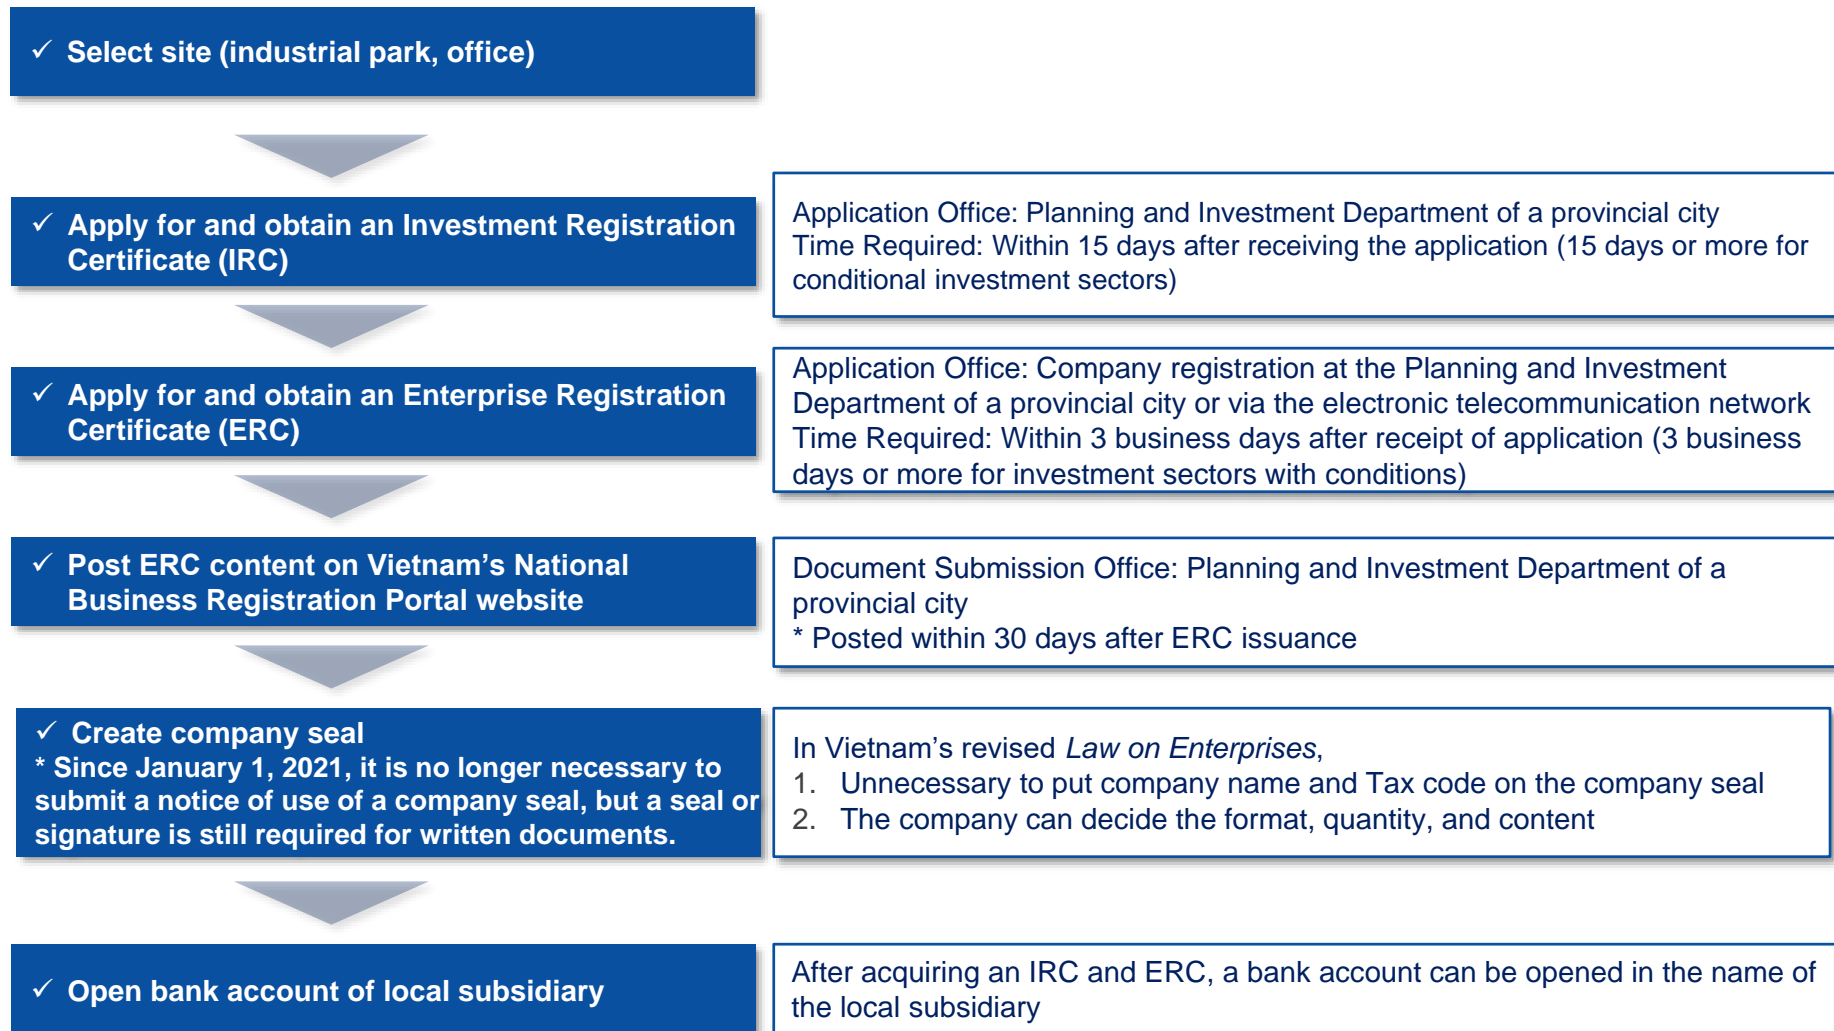 ✓ Select site (industrial park, office)
✓ Apply for and obtain an Investment Registration
Certificate (IRC)
Application Office: Planning and Investment Department of a provincial city
Time Required: Within 15 days after receiving the application (15 days or more for
conditional investment sectors)
✓ Apply for and obtain an Enterprise Registration
Certificate (ERC)
Application Office: Company registration at the Planning and Investment
Department of a provincial city or via the electronic telecommunication network
Time Required: Within 3 business days after receipt of application (3 business
days or more for investment sectors with conditions)
✓ Post ERC content on Vietnam’s National
Business Registration Portal website
Document Submission Office: Planning and Investment Department of a
provincial city
* Posted within 30 days after ERC issuance
✓ Create company seal
* Since January 1, 2021, it is no longer necessary to
submit a notice of use of a company seal, but a seal or
signature is still required for written documents.
In Vietnam’s revised Law on Enterprises,
1. Unnecessary to put company name and Tax code on the company seal
2. The company can decide the format, quantity, and content
✓ Open bank account of local subsidiary
After acquiring an IRC and ERC, a bank account can be opened in the name of
the local subsidiary